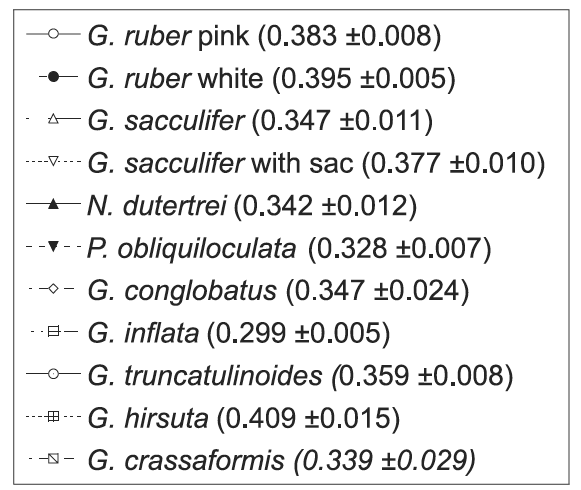 G. ruber pink (0.383 ±0.008)
G. ruber white (0.395 ±0.005)
G. sacculifer (0.347 ±0.011)
G. sacculifer with sac (0.377 ±0.010)
N. dutertrei (0.342 ±0.012)
P. obliquiloculata (0.328 ±0.007)
G. conglobatus (0.347 ±0.024)
G. inflata (0.299 ±0.005)
G. truncatulinoides (0.359 ±0.008)
G. hirsuta (0.409 ±0.015)
G. crassaformis (0.339 ±0.029)